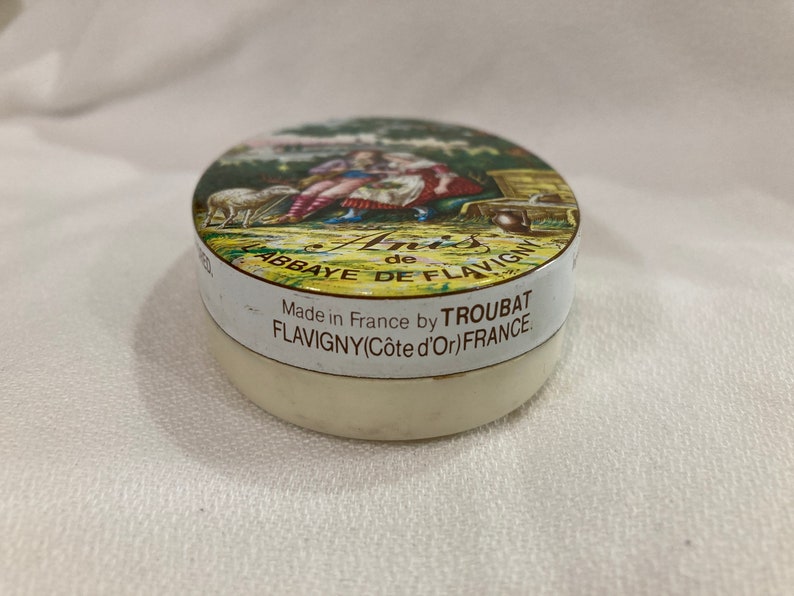 Anis
de
L'ABBAYE DE FLAVIGNY
Made in France by TROUBAT
FLAVIGNY (Côte d'Or) FRANCE.